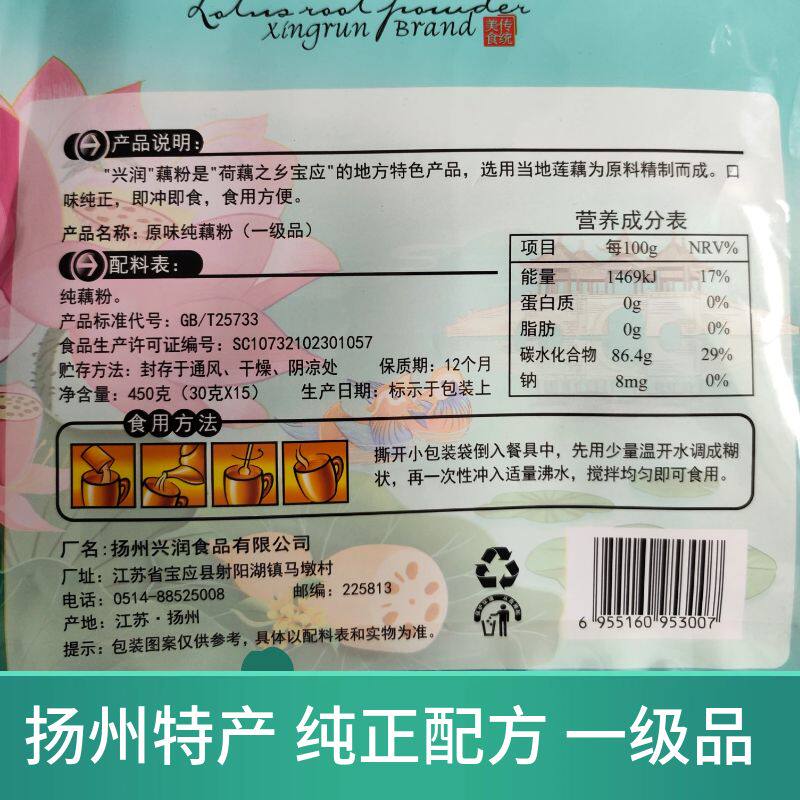 Lotus root powder
Xingrun Brand 传统美食
产品说明：
"兴润"藕粉是"荷藕之乡宝应"的地方特色产品，选用当地莲藕为原料精制而成。口
味纯正，即冲即食，食用方便。
产品名称：原味纯藕粉（一级品）
配料表：
纯藕粉。
产品标准代号：GB/T25733
食品生产许可证编号：SC10732102301057
贮存方法：封存于通风、干燥、阴凉处 保质期：12个月
净含量：450克（30克X15） 生产日期：标示于包装上
营养成分表
项目 每100g NRV%
能量 1469kJ 17%
蛋白质 0g 0%
脂肪 0g 0%
碳水化合物 86.4g 29%
钠 8mg 0%
食用方法
撕开小包装袋倒入餐具中，先用少量温开水调成糊
状，再一次性冲入适量沸水，搅拌均匀即可食用。
厂名：扬州兴润食品有限公司
厂址：江苏省宝应县射阳湖镇马墩村
电话：0514-88525008 邮编：225813
产地：江苏·扬州
提示：包装图案仅供参考，具体以配料表和实物为准。
6 955160 953007
扬州特产 纯正配方 一级品